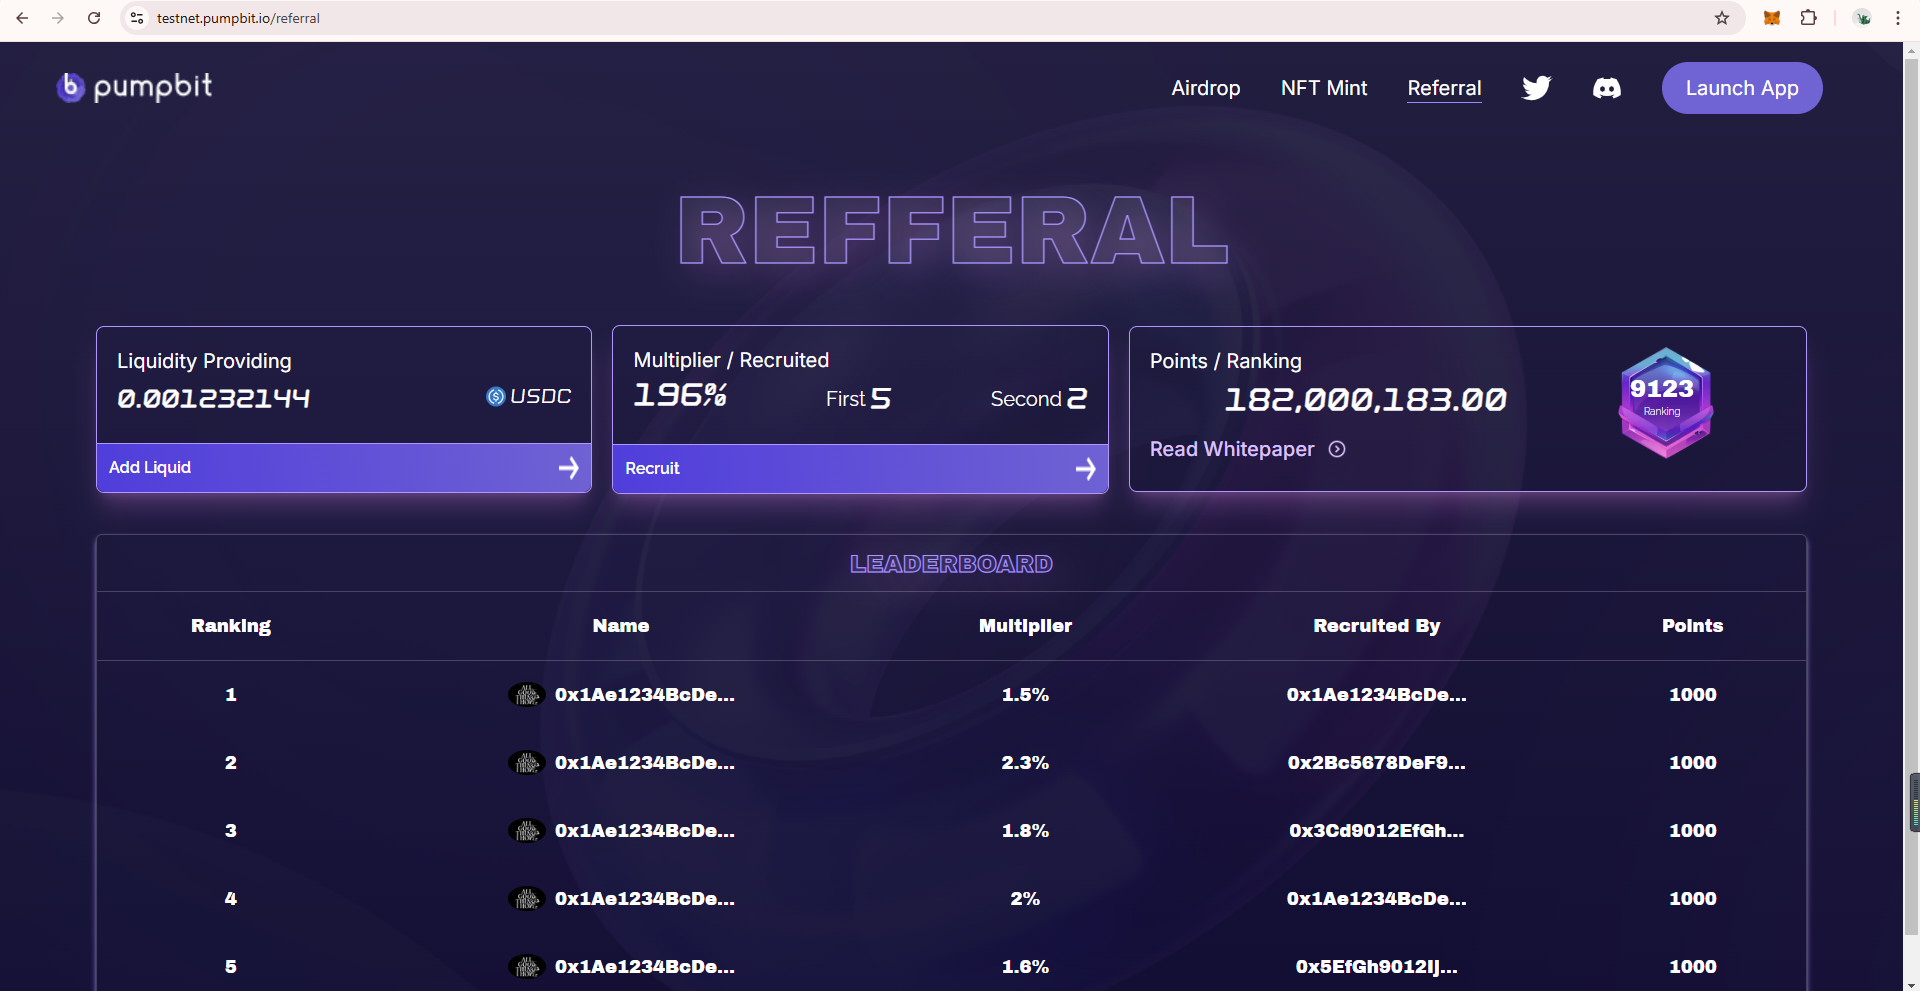 testnet.pumpbit.io/referral
pumpbit
Airdrop
NFT Mint
Referral
Launch App
REFFERAL
Liquidity Providing
0.001232144
USDC
Add Liquid
Multiplier / Recruited
196%
First 5
Second 2
Recruit
Points / Ranking
182,000,183.00
Read Whitepaper
9123
Ranking
LEADERBOARD
Ranking Name Multiplier Recruited By Points
1 0x1Ae1234BcDe... 1.5% 0x1Ae1234BcDe... 1000
2 0x1Ae1234BcDe... 2.3% 0x2Bc5678DeF9... 1000
3 0x1Ae1234BcDe... 1.8% 0x3Cd9012EfGh... 1000
4 0x1Ae1234BcDe... 2% 0x1Ae1234BcDe... 1000
5 0x1Ae1234BcDe... 1.6% 0x5EfGh9012Ij... 1000